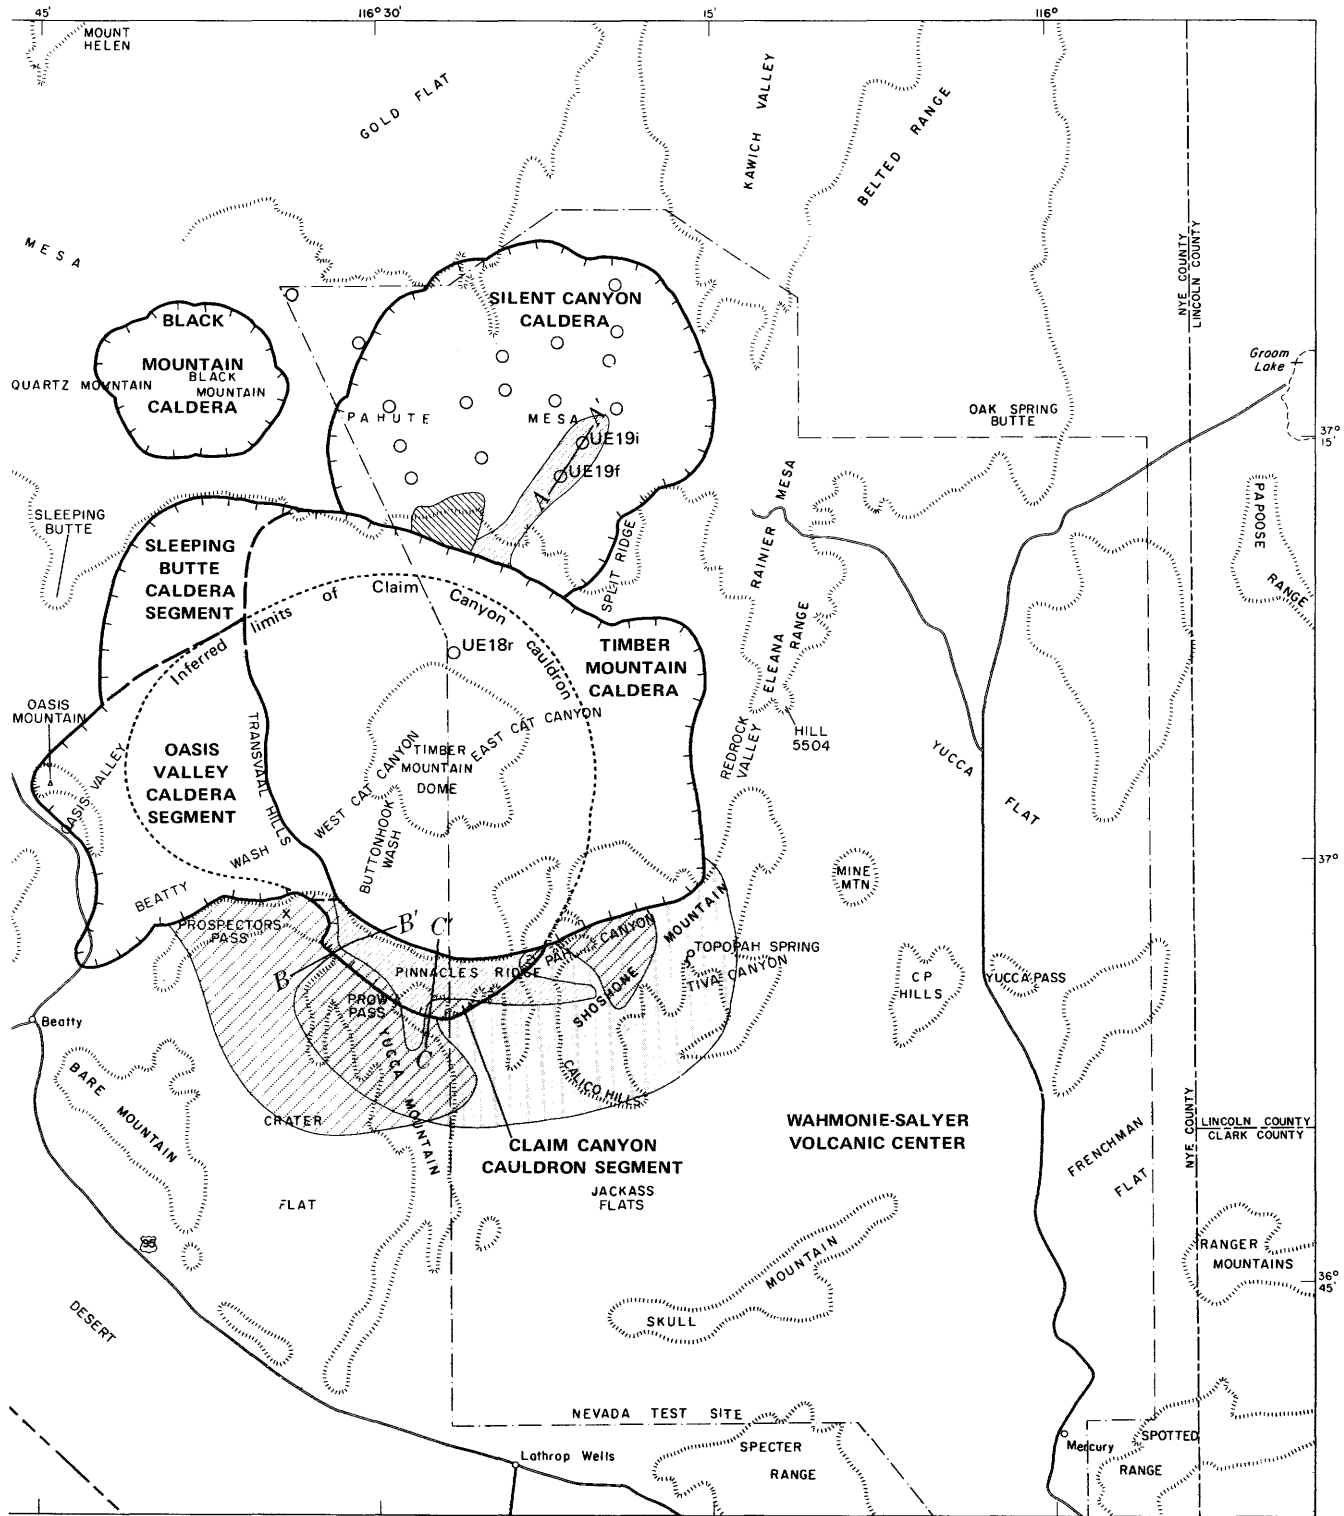 45'
116° 30'
15'
116°
MOUNT
HELEN
GOLD FLAT
KAWICH VALLEY
BELTED RANGE
MESA
NYE COUNTY
LINCOLN COUNTY
SILENT CANYON
CALDERA
BLACK
MOUNTAIN
CALDERA
QUARTZ MOUNTAIN
BLACK
MOUNTAIN
Groom
Lake
PAHUTE MESA
OAK SPRING
BUTTE
A'
UE19i
UE19f
A
37°
15'
SLEEPING
BUTTE
SLEEPING
BUTTE
CALDERA
SEGMENT
SPLIT RIDGE
RAINIER MESA
PAPOOSE
RANGE
Inferred limits of Claim Canyon cauldron
UE18r
TIMBER
MOUNTAIN
CALDERA
ELEANA
RANGE
OASIS
MOUNTAIN
OASIS VALLEY
OASIS
VALLEY
CALDERA
SEGMENT
TRANSVAAL HILLS
WEST CAT CANYON
TIMBER
MOUNTAIN
DOME
EAST CAT CANYON
REDROCK
VALLEY
HILL
5504
YUCCA
FLAT
BUTTONHOOK
WASH
BEATTY
WASH
MINE
MTN
37°
PROSPECTORS
PASS
B'
C'
B
PINNACLES RIDGE
PAH CANYON
SHOSHONE MOUNTAIN
TOPOPAH SPRING
TIVA CANYON
CP
HILLS
YUCCA PASS
PROW
PASS
YUCCA
MOUNTAIN
C
Beatty
BARE
MOUNTAIN
CRATER
FLAT
CALICO HILLS
CLAIM CANYON
CAULDRON SEGMENT
WAHMONIE-SALYER
VOLCANIC CENTER
JACKASS
FLATS
FRENCHMAN
FLAT
NYE COUNTY
LINCOLN COUNTY
CLARK COUNTY
95
DESERT
SKULL
MOUNTAIN
RANGER
MOUNTAINS
36°
45'
NEVADA TEST SITE
Lathrop Wells
SPECTER
RANGE
Mercury
SPOTTED
RANGE